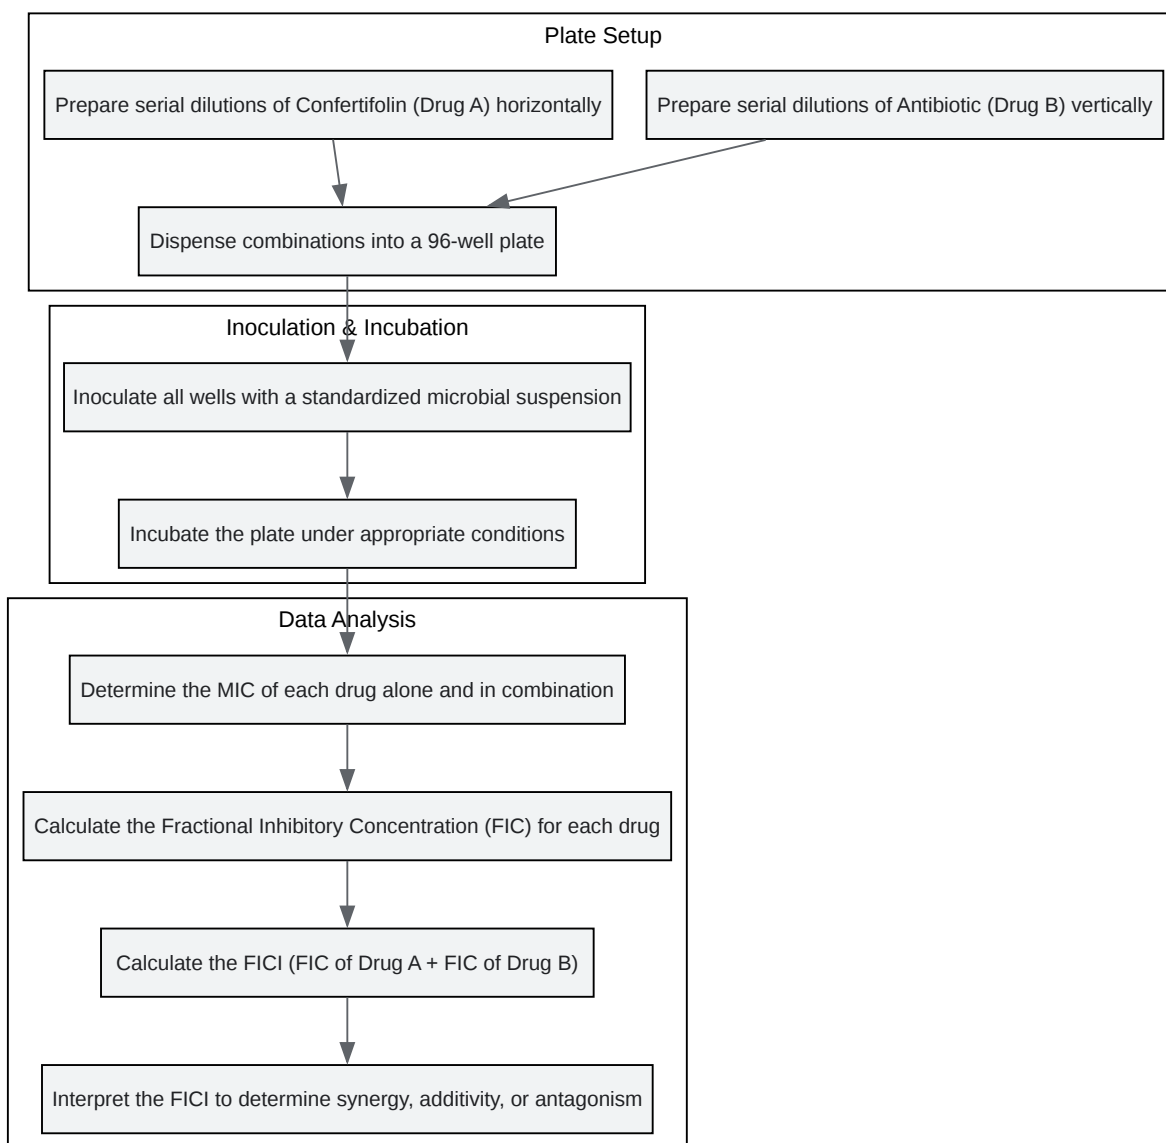 Plate Setup
Prepare serial dilutions of Confertifolin (Drug A) horizontally
Prepare serial dilutions of Antibiotic (Drug B) vertically
Dispense combinations into a 96-well plate
Inoculation & Incubation
Inoculate all wells with a standardized microbial suspension
Incubate the plate under appropriate conditions
Data Analysis
Determine the MIC of each drug alone and in combination
Calculate the Fractional Inhibitory Concentration (FIC) for each drug
Calculate the FICI (FIC of Drug A + FIC of Drug B)
Interpret the FICI to determine synergy, additivity, or antagonism